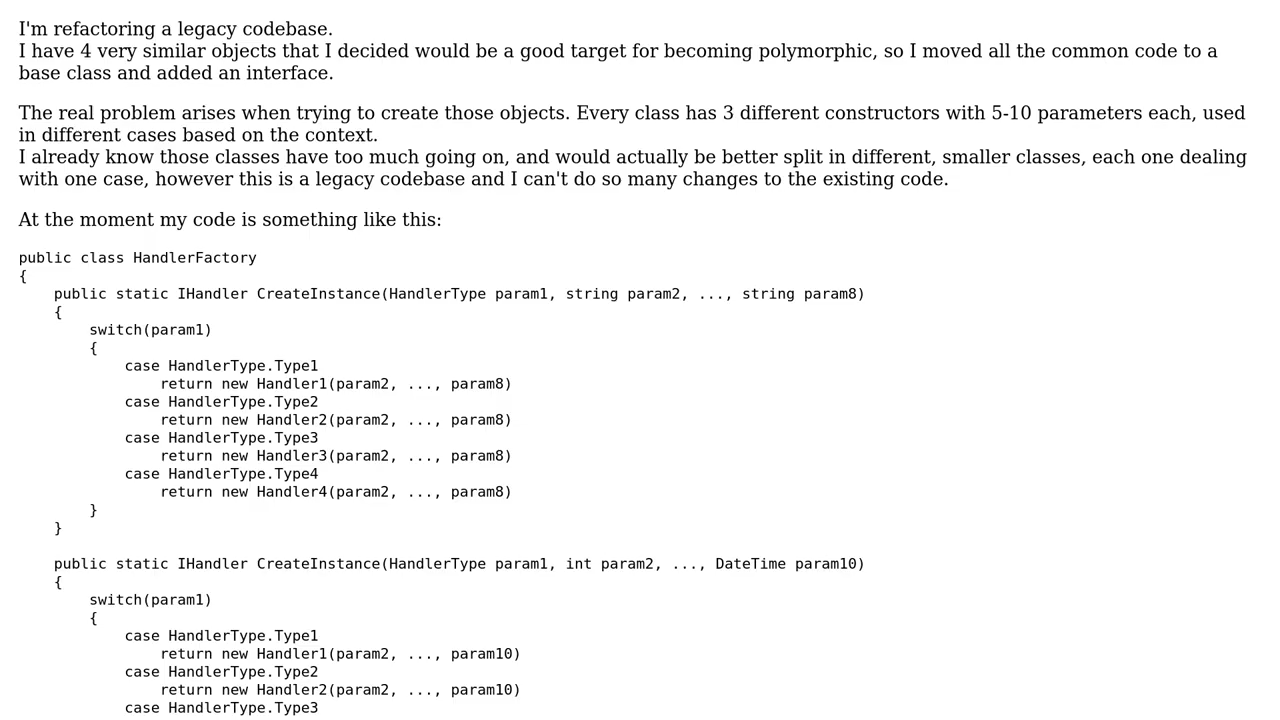 I'm refactoring a legacy codebase.
I have 4 very similar objects that I decided would be a good target for becoming polymorphic, so I moved all the common code to a
base class and added an interface.
The real problem arises when trying to create those objects. Every class has 3 different constructors with 5-10 parameters each, used
in different cases based on the context.
I already know those classes have too much going on, and would actually be better split in different, smaller classes, each one dealing
with one case, however this is a legacy codebase and I can't do so many changes to the existing code.
At the moment my code is something like this:
public class HandlerFactory
{
    public static IHandler CreateInstance(HandlerType param1, string param2, ..., string param8)
    {
        switch(param1)
        {
            case HandlerType.Type1
                return new Handler1(param2, ..., param8)
            case HandlerType.Type2
                return new Handler2(param2, ..., param8)
            case HandlerType.Type3
                return new Handler3(param2, ..., param8)
            case HandlerType.Type4
                return new Handler4(param2, ..., param8)
        }
    }
    public static IHandler CreateInstance(HandlerType param1, int param2, ..., DateTime param10)
    {
        switch(param1)
        {
            case HandlerType.Type1
                return new Handler1(param2, ..., param10)
            case HandlerType.Type2
                return new Handler2(param2, ..., param10)
            case HandlerType.Type3